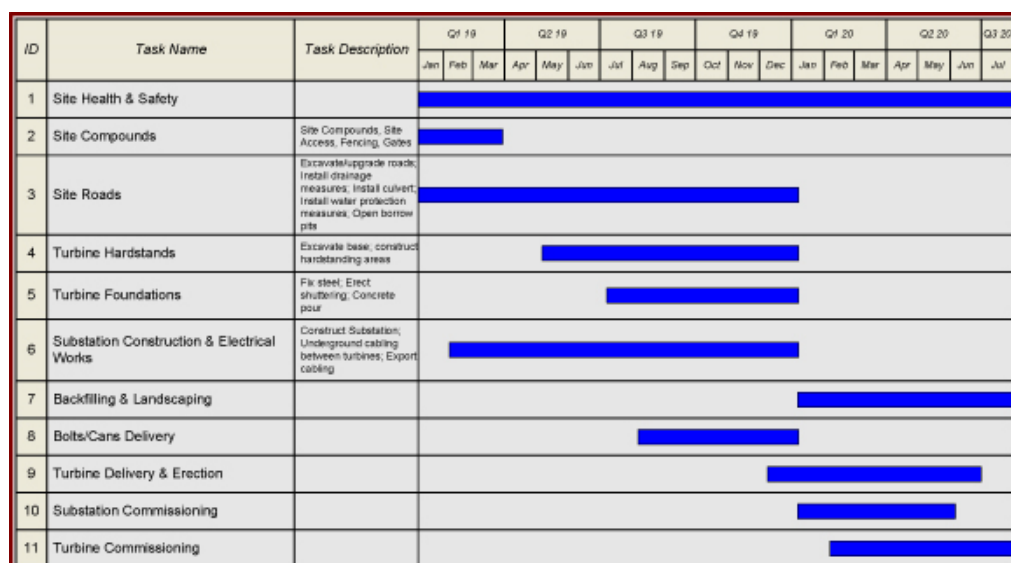 ID Task Name Task Description Q1 19 Q2 19 Q3 19 Q4 19 Q1 20 Q2 20 Q3 20
Jan Feb Mar Apr May Jun Jul Aug Sep Oct Nov Dec Jan Feb Mar Apr May Jun Jul
1 Site Health & Safety
2 Site Compounds
Site Compounds, Site
Access, Fencing, Gates
3 Site Roads
Excavate/upgrade roads;
Install drainage
measures; Install culvert;
Install water protection
measures; Open borrow
pits
4 Turbine Hardstands
Excavate base; construct
hardstanding areas
5 Turbine Foundations
Fix steel; Erect
shuttering; Concrete
pour
6 Substation Construction & Electrical
Works
Construct Substation;
Underground cabling
between turbines; Export
cabling
7 Backfilling & Landscaping
8 Bolts/Cans Delivery
9 Turbine Delivery & Erection
10 Substation Commissioning
11 Turbine Commissioning